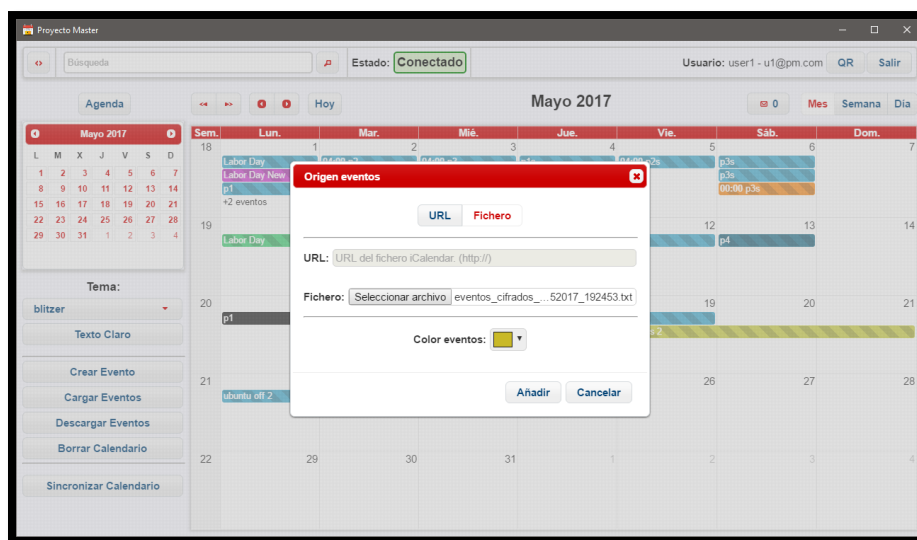 Proyecto Master
Búsqueda
Estado: Conectado
Usuario: user1 - u1@pm.com QR Salir
Agenda
Hoy
Mayo 2017
0
Mes Semana Día
Mayo 2017
L M X J V S D
1 2 3 4 5 6 7
8 9 10 11 12 13 14
15 16 17 18 19 20 21
22 23 24 25 26 27 28
29 30 31 1 2 3 4
Tema:
blitzer
Texto Claro
Crear Evento
Cargar Eventos
Descargar Eventos
Borrar Calendario
Sincronizar Calendario
Sem. Lun. Mar. Mié. Jue. Vie. Sáb. Dom.
18 1 2 3 4 5 6 7
Labor Day p3s
Labor Day New p3s
p1 00:00 p3s
+2 eventos
19 12 13 14
Labor Day p4
20 19 20 21
p1
21 26 27 28
ubuntu off 2
22 29 30 31 1 2 3 4
Origen eventos
URL Fichero
URL: URL del fichero iCalendar. (http://)
Fichero: Seleccionar archivo eventos_cifrados_...52017_192453.txt
Color eventos:
Añadir Cancelar